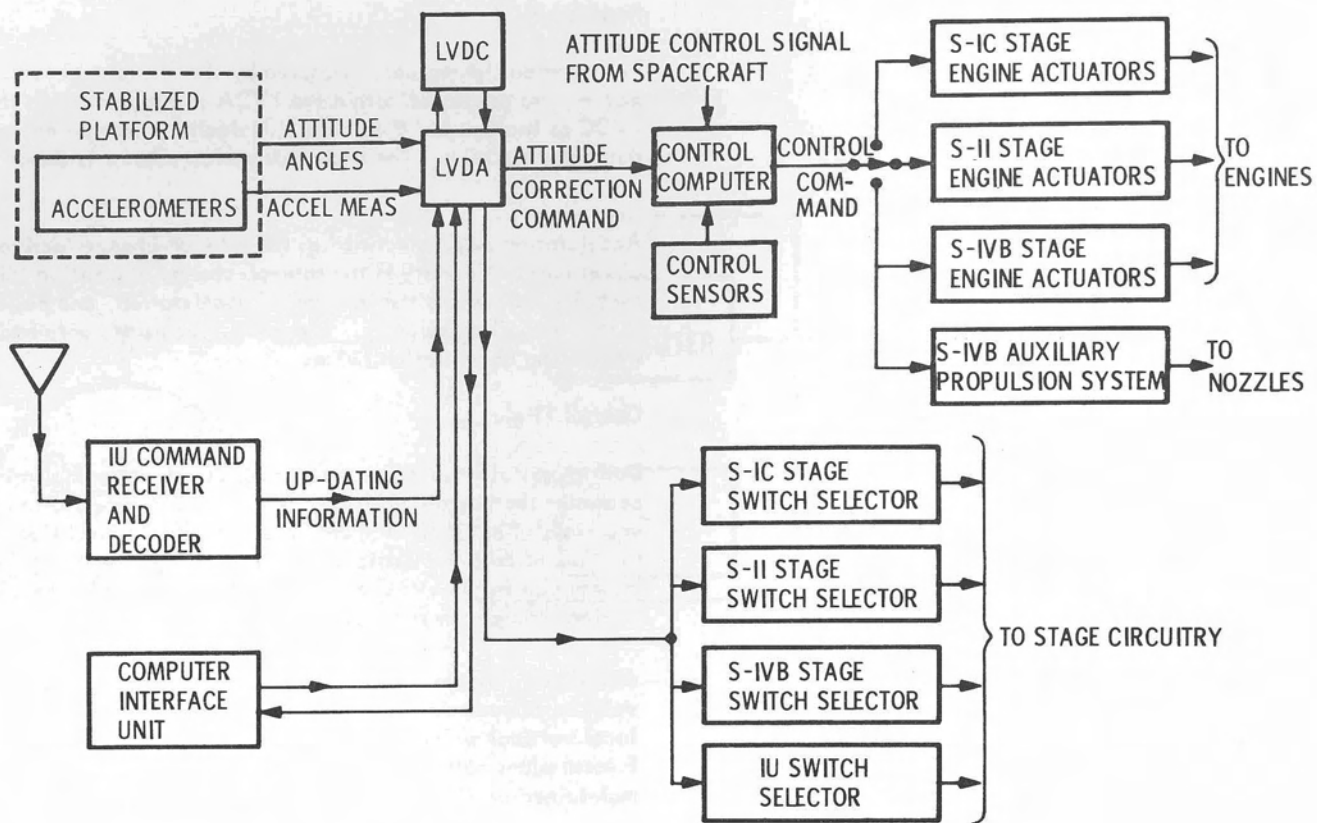 LVDC
ATTITUDE CONTROL SIGNAL
FROM SPACECRAFT
S-IC STAGE
ENGINE ACTUATORS
STABILIZED
PLATFORM
ATTITUDE
ANGLES
ACCELEROMETERS
ACCEL MEAS
LVDA
ATTITUDE
CORRECTION
COMMAND
CONTROL
COMPUTER
CONTROL
COM-
MAND
S-II STAGE
ENGINE ACTUATORS
TO
ENGINES
CONTROL
SENSORS
S-IVB STAGE
ENGINE ACTUATORS
S-IVB AUXILIARY
PROPULSION SYSTEM
TO
NOZZLES
IU COMMAND
RECEIVER
AND
DECODER
UP-DATING
INFORMATION
S-IC STAGE
SWITCH SELECTOR
S-II STAGE
SWITCH SELECTOR
TO STAGE CIRCUITRY
COMPUTER
INTERFACE
UNIT
S-IVB STAGE
SWITCH SELECTOR
IU SWITCH
SELECTOR